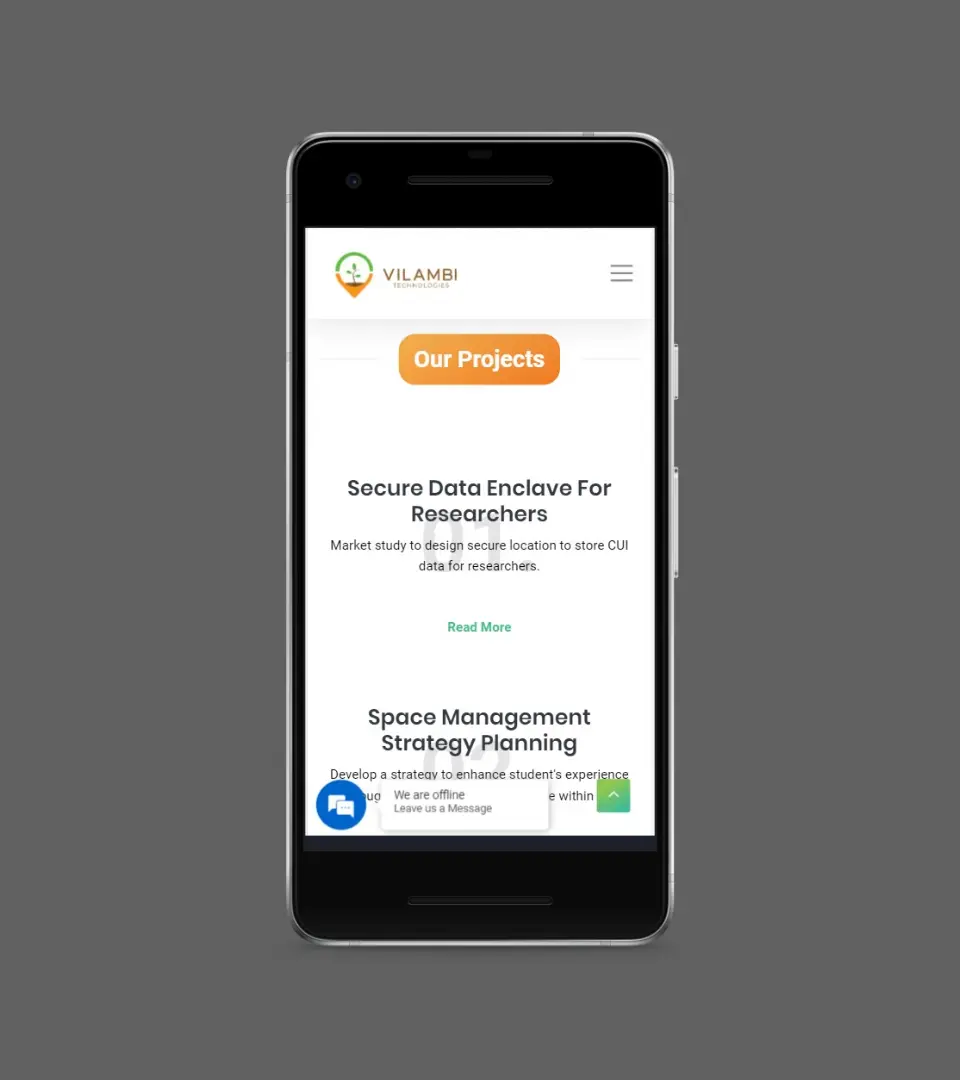 VILAMBI
TECHNOLOGIES
Our Projects
01.
Secure Data Enclave For
Researchers
Market study to design secure location to store CUI
data for researchers.
Read More
02.
Space Management
Strategy Planning
Develop a strategy to enhance student's experience
e within
We are offline
Leave us a Message